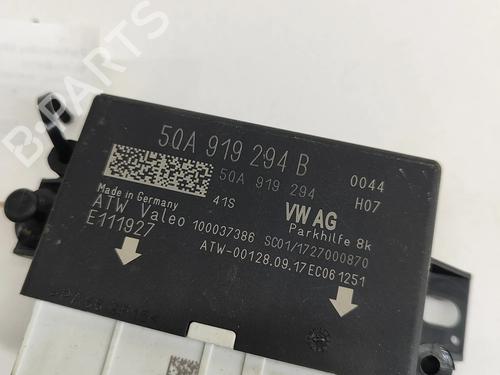 B-PARTS
5QA 919 294 B
5QA 919 294
0044
Made in Germany
41S
VW AG
H07
ATW Valeo
100037386
SC01/1727000870
Parkhilfe 8k
E111927
ATW-00128.09.17EC061251